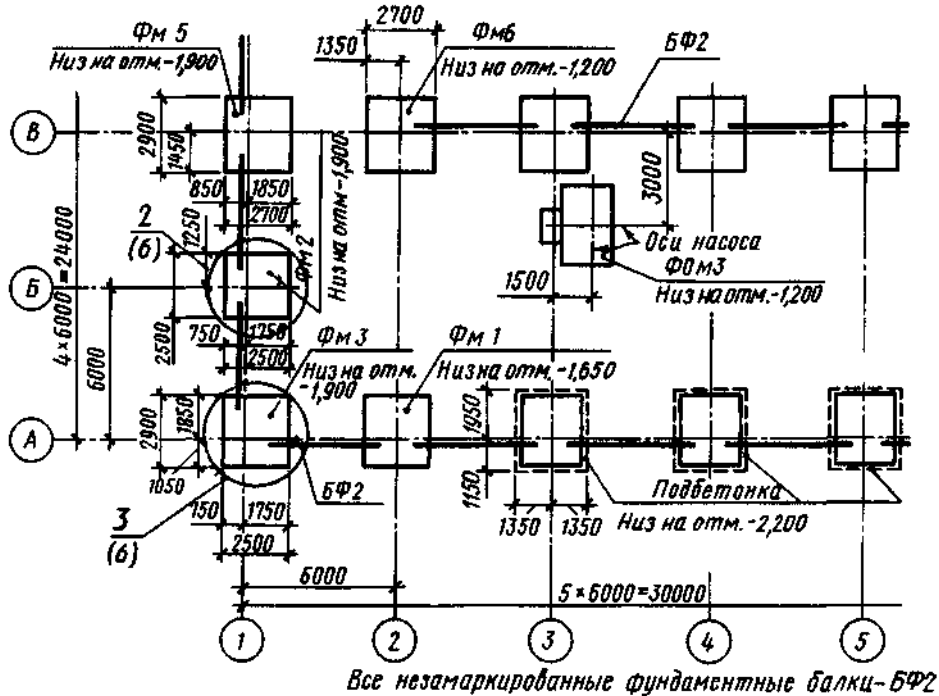 Фм 5
Низ на отм.-1,900
2700
1350
Фм6
Низ на отм.-1,200
БФ2
В
2900
1450
850
1850
2700
Низ на отм-1,900
3000
4×6000=24000
2
(6)
1250
Фм 2
Оси насоса
ФОм3
Низ на отм.-1,200
1500
Б
2500
6000
750
1750
2500
Фм 3
Низ на отм.
-1,900
Фм 1
Низ на отм.-1,650
А
2900
1850
1050
1950
1150
БФ2
Подбетонка
Низ на отм.-2,200
3
(6)
750
1750
2500
1350
1350
6000
5×6000=30000
1
2
3
4
5
Все незамаркированные фундаментные балки-БФ2